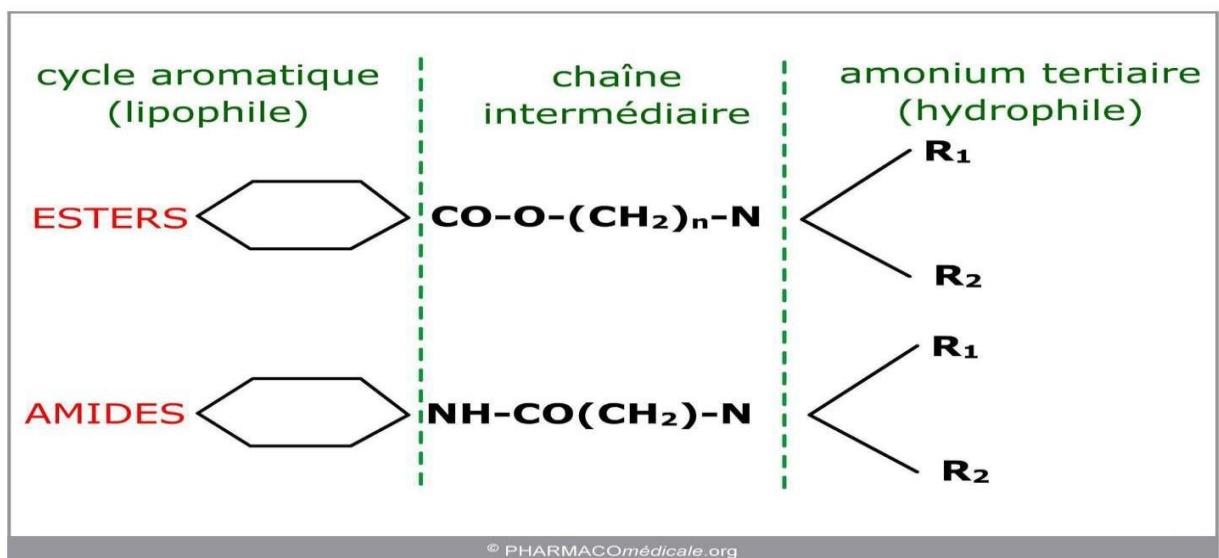 cycle aromatique
(lipophile)
chaîne
intermédiaire
amonium tertiaire
(hydrophile)
ESTERS
CO-O-(CH₂)ₙ-N
R₁
R₂
AMIDES
NH-CO(CH₂)-N
R₁
R₂
© PHARMACOmédicale.org